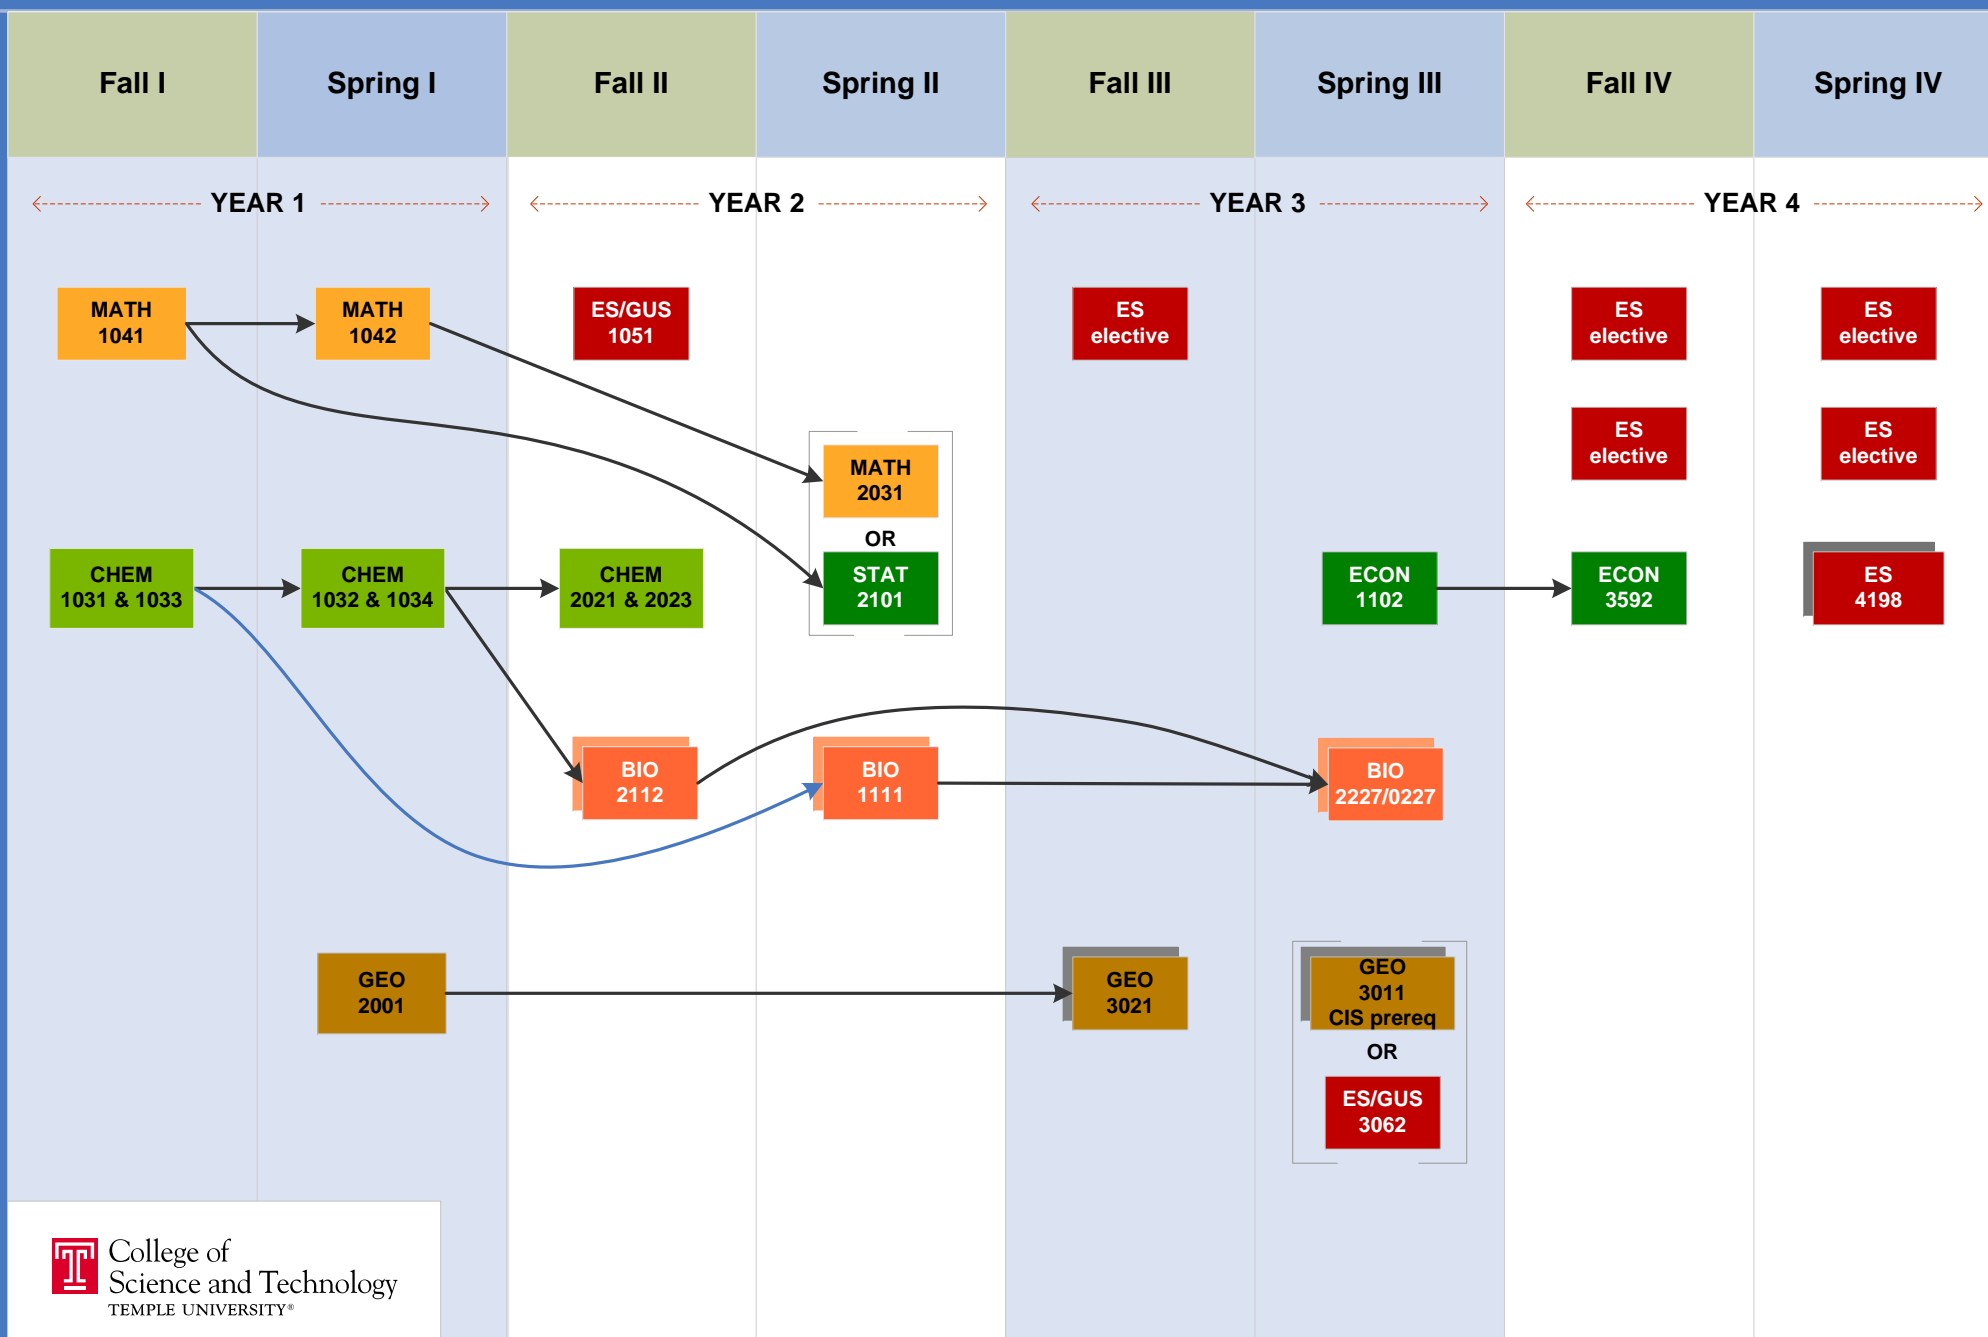 Fall I
Spring I
Fall II
Spring II
Fall III
Spring III
Fall IV
Spring IV
YEAR 1
YEAR 2
YEAR 3
YEAR 4
MATH
1041
MATH
1042
ES/GUS
1051
ES
elective
ES
elective
ES
elective
MATH
2031
ES
elective
ES
elective
OR
CHEM
1031 & 1033
CHEM
1032 & 1034
CHEM
2021 & 2023
STAT
2101
ECON
1102
ECON
3592
ES
4198
BIO
2112
BIO
1111
BIO
2227/0227
GEO
2001
GEO
3021
GEO
3011
CIS prereq
OR
ES/GUS
3062
College of
Science and Technology
TEMPLE UNIVERSITY®